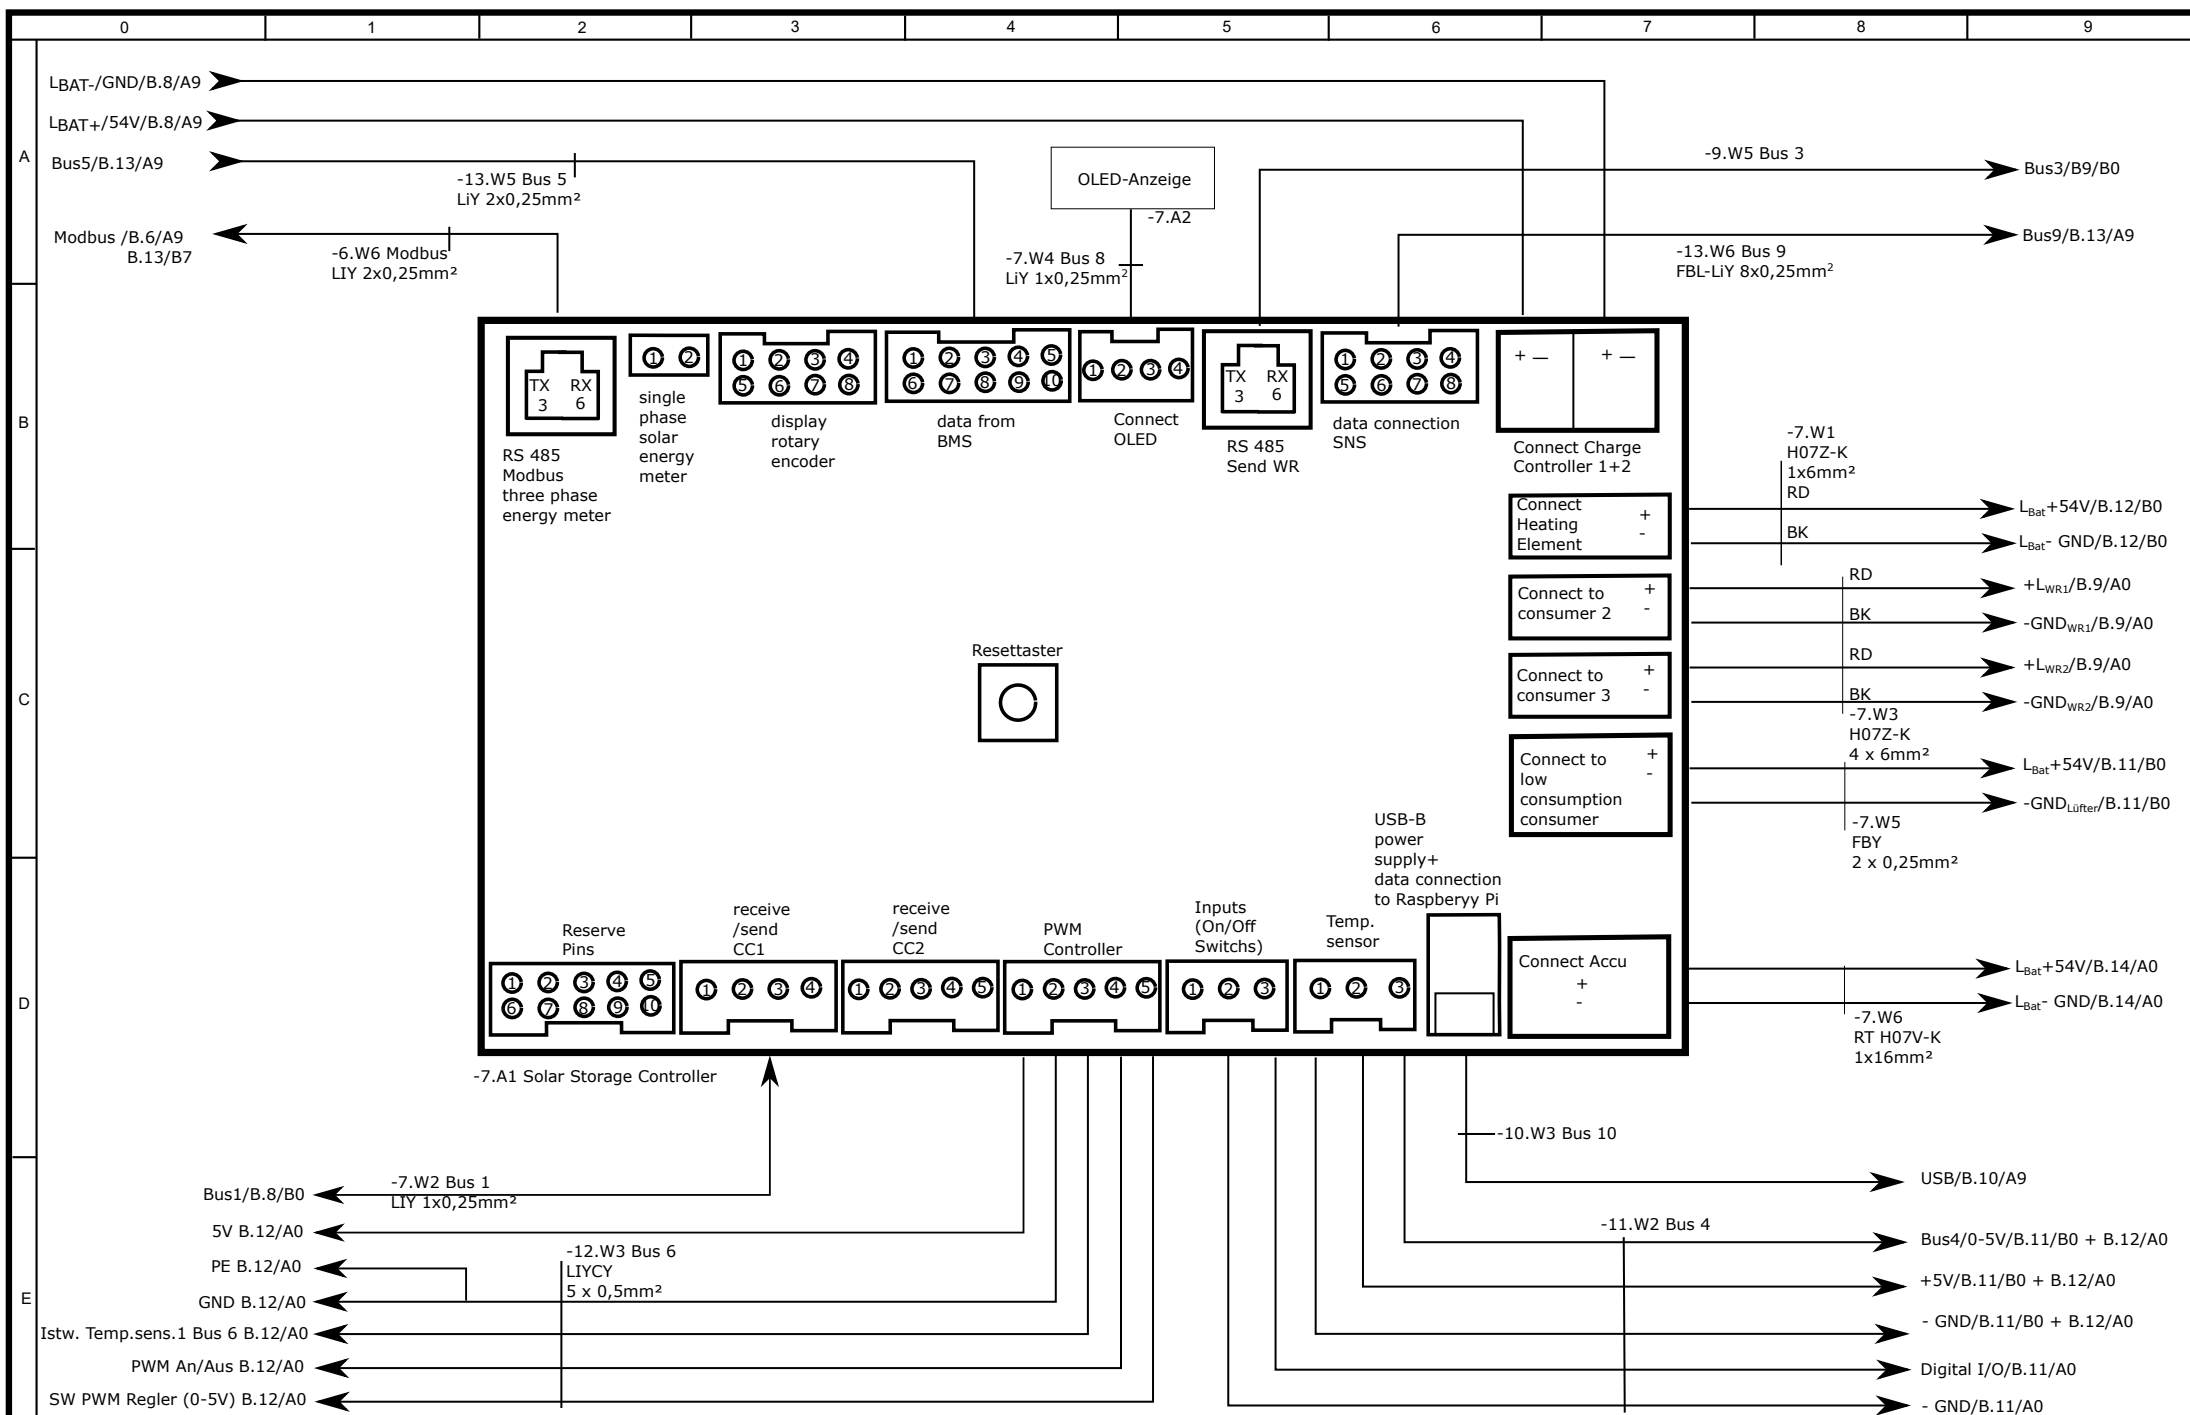 0 1 2 3 4 5 6 7 8 9
A
B
C
D
E
LBAT-/GND/B.8/A9
LBAT+/54V/B.8/A9
Bus5/B.13/A9
-13.W5 Bus 5
LiY 2x0,25mm²
Modbus /B.6/A9
B.13/B7
-6.W6 Modbus
LIY 2x0,25mm²
OLED-Anzeige
-7.A2
-7.W4 Bus 8
LiY 1x0,25mm²
-9.W5 Bus 3
Bus3/B9/B0
Bus9/B.13/A9
-13.W6 Bus 9
FBL-LiY 8x0,25mm²
TX RX
3 6
RS 485
Modbus
three phase
energy meter
1 2
single
phase
solar
energy
meter
1 2 3 4
5 6 7 8
display
rotary
encoder
1 2 3 4 5
6 7 8 9 10
data from
BMS
1 2 3 4
Connect
OLED
TX RX
3 6
RS 485
Send WR
1 2 3 4
5 6 7 8
data connection
SNS
+ — + —
Connect Charge
Controller 1+2
-7.W1
H07Z-K
1x6mm²
RD
BK
Connect
Heating
Element
+
-
LBat+54V/B.12/B0
LBat- GND/B.12/B0
Connect to
consumer 2
+
-
RD
BK
+LWR1/B.9/A0
-GNDWR1/B.9/A0
Connect to
consumer 3
+
-
RD
BK
+LWR2/B.9/A0
-GNDWR2/B.9/A0
-7.W3
H07Z-K
4 x 6mm²
Connect to
low
consumption
consumer
+
-
LBat+54V/B.11/B0
-GNDLüfter/B.11/B0
-7.W5
FBY
2 x 0,25mm²
Resettaster
USB-B
power
supply+
data connection
to Raspberyy Pi
Reserve
Pins
1 2 3 4 5
6 7 8 9 10
receive
/send
CC1
1 2 3 4
receive
/send
CC2
1 2 3 4 5
PWM
Controller
1 2 3 4 5
Inputs
(On/Off
Switchs)
1 2 3
Temp.
sensor
1 2 3
Connect Accu
+
-
LBat+54V/B.14/A0
LBat- GND/B.14/A0
-7.W6
RT H07V-K
1x16mm²
-7.A1 Solar Storage Controller
-10.W3 Bus 10
USB/B.10/A9
Bus1/B.8/B0
-7.W2 Bus 1
LIY 1x0,25mm²
5V B.12/A0
PE B.12/A0
GND B.12/A0
Istw. Temp.sens.1 Bus 6 B.12/A0
PWM An/Aus B.12/A0
SW PWM Regler (0-5V) B.12/A0
-12.W3 Bus 6
LIYCY
5 x 0,5mm²
-11.W2 Bus 4
Bus4/0-5V/B.11/B0 + B.12/A0
+5V/B.11/B0 + B.12/A0
- GND/B.11/B0 + B.12/A0
Digital I/O/B.11/A0
- GND/B.11/A0